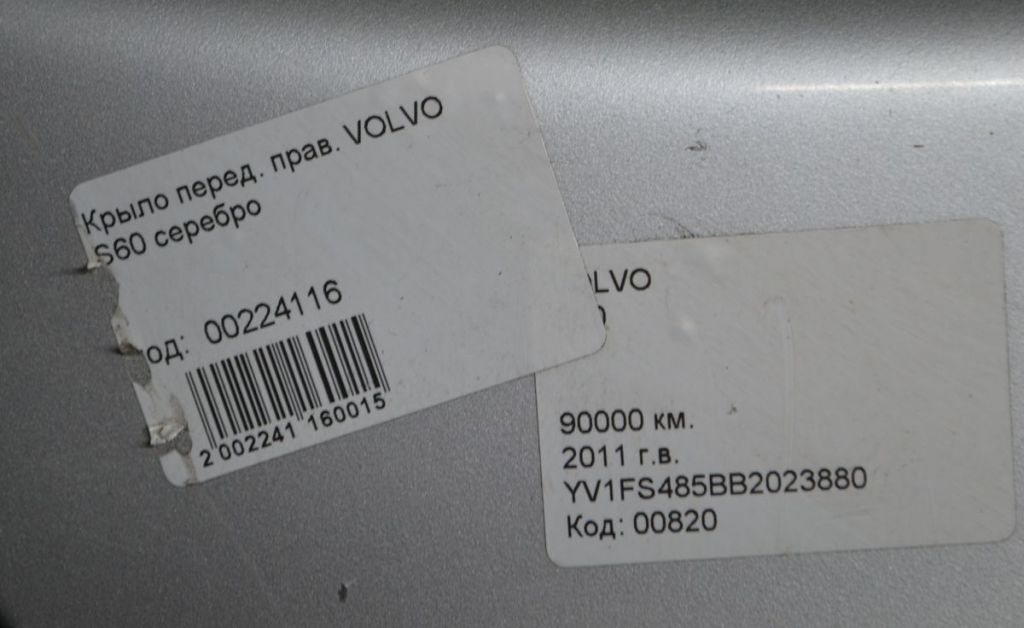 Крыло перед. прав. VOLVO
S60 серебро
од: 00224116
2 002241 160015
LVO
90000 км.
2011 г.в.
YV1FS485BB2023880
Код: 00820